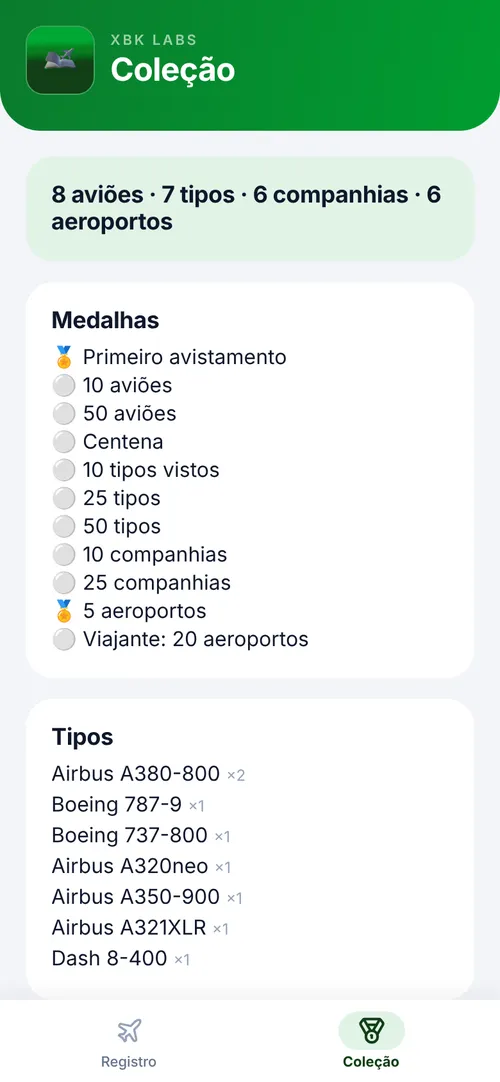 XBK LABS
Coleção
8 aviões · 7 tipos · 6 companhias · 6
aeroportos
Medalhas
🏅 Primeiro avistamento
⚪ 10 aviões
⚪ 50 aviões
⚪ Centena
⚪ 10 tipos vistos
⚪ 25 tipos
⚪ 50 tipos
⚪ 10 companhias
⚪ 25 companhias
🏅 5 aeroportos
⚪ Viajante: 20 aeroportos
Tipos
Airbus A380-800 ×2
Boeing 787-9 ×1
Boeing 737-800 ×1
Airbus A320neo ×1
Airbus A350-900 ×1
Airbus A321XLR ×1
Dash 8-400 ×1
Registro
Coleção